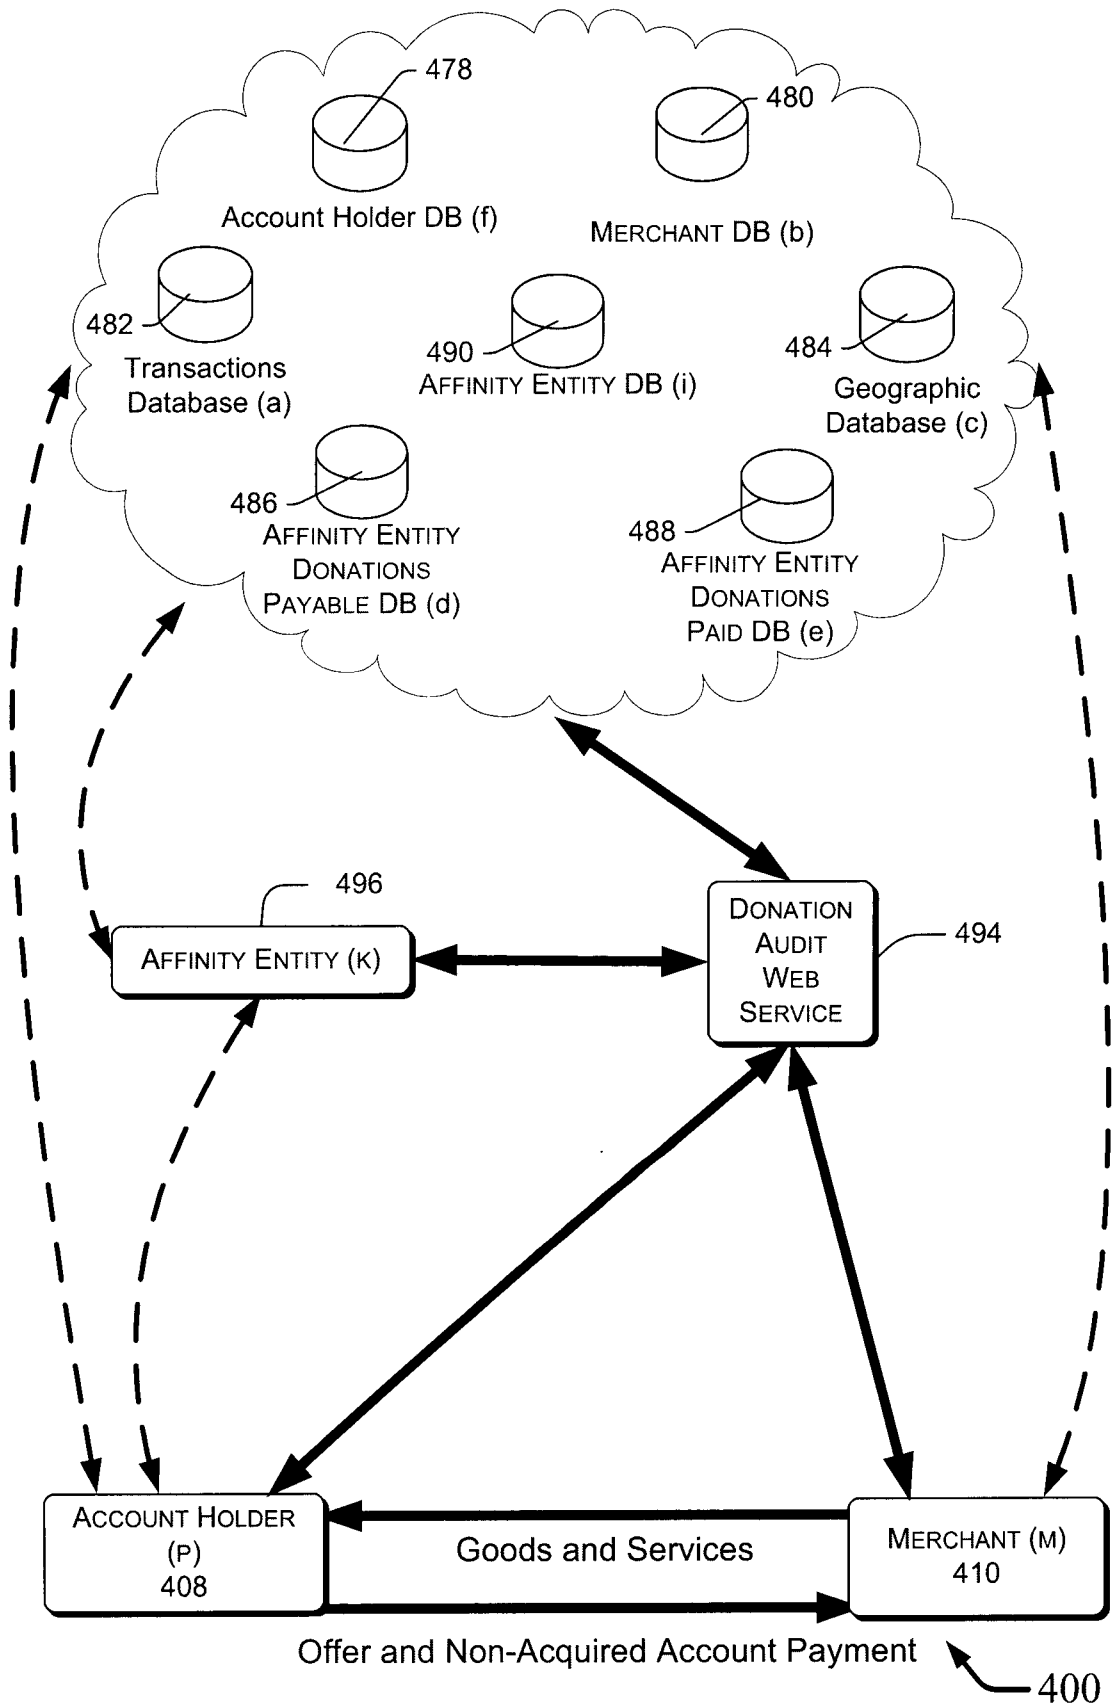 478
480
Account Holder DB (f)
MERCHANT DB (b)
482
490
484
Transactions
Database (a)
AFFINITY ENTITY DB (i)
Geographic
Database (c)
486
488
AFFINITY ENTITY
DONATIONS
PAYABLE DB (d)
AFFINITY ENTITY
DONATIONS
PAID DB (e)
496
AFFINITY ENTITY (K)
DONATION
AUDIT
WEB
SERVICE
494
ACCOUNT HOLDER
(P)
408
Goods and Services
MERCHANT (M)
410
Offer and Non-Acquired Account Payment
400